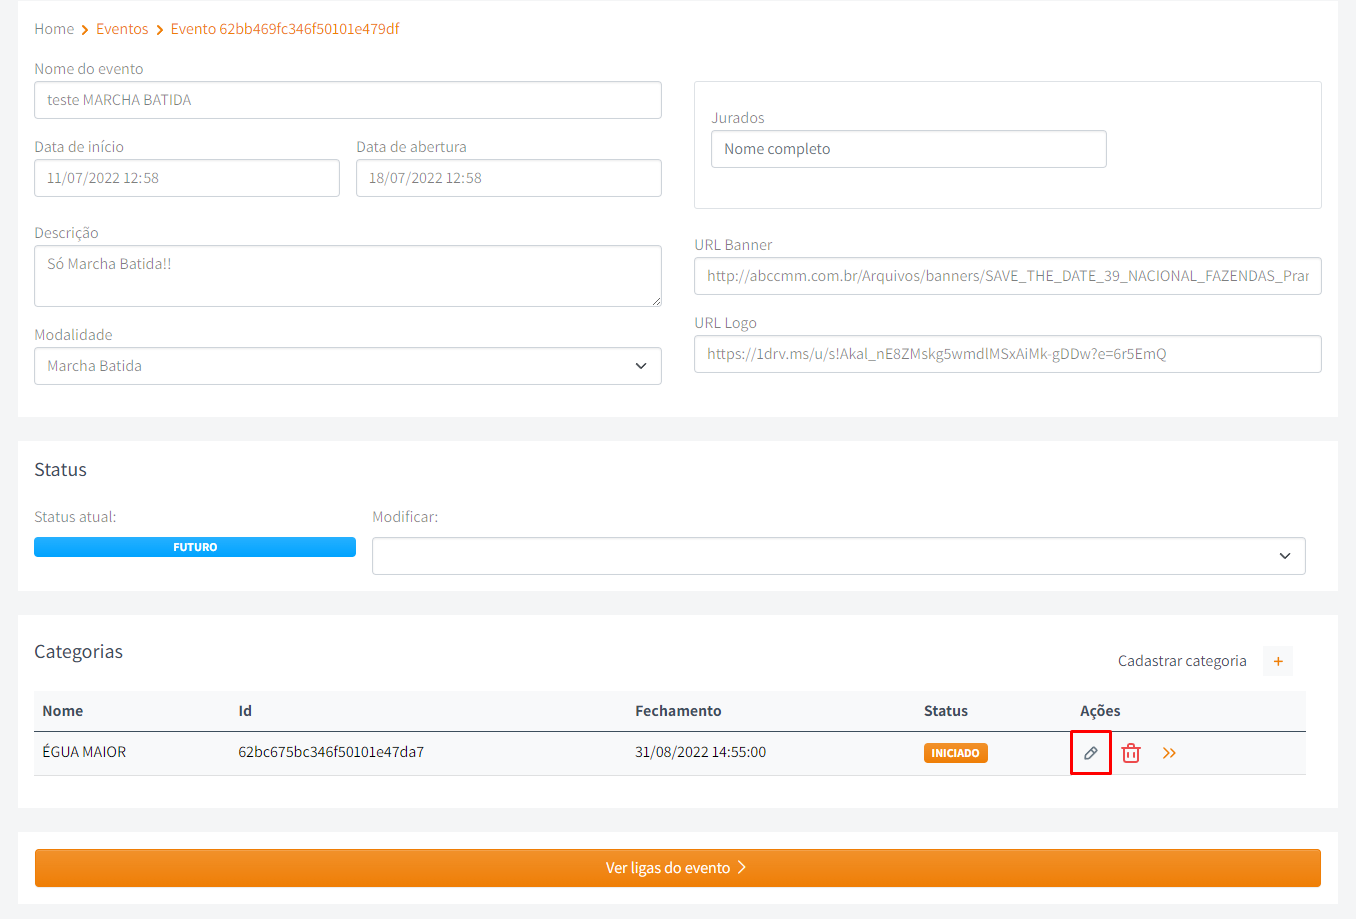 Home > Eventos > Evento 62bb469fc346f50101e479df
Nome do evento
teste MARCHA BATIDA
Data de início
Data de abertura
11/07/2022 12:58
18/07/2022 12:58
Descrição
Só Marcha Batida!!
Modalidade
Marcha Batida
Jurados
Nome completo
URL Banner
http://abccmm.com.br/Arquivos/banners/SAVE_THE_DATE_39_NACIONAL_FAZENDAS_Prar
URL Logo
https://1drv.ms/u/s!Akal_nE8ZMskg5wmdlMSxAiMk-gDDw?e=6r5EmQ
Status
Status atual:
Modificar:
FUTURO
Categorias
Cadastrar categoria +
Nome Id Fechamento Status Ações
ÉGUA MAIOR 62bc675bc346f50101e47da7 31/08/2022 14:55:00 INICIADO
Ver ligas do evento >